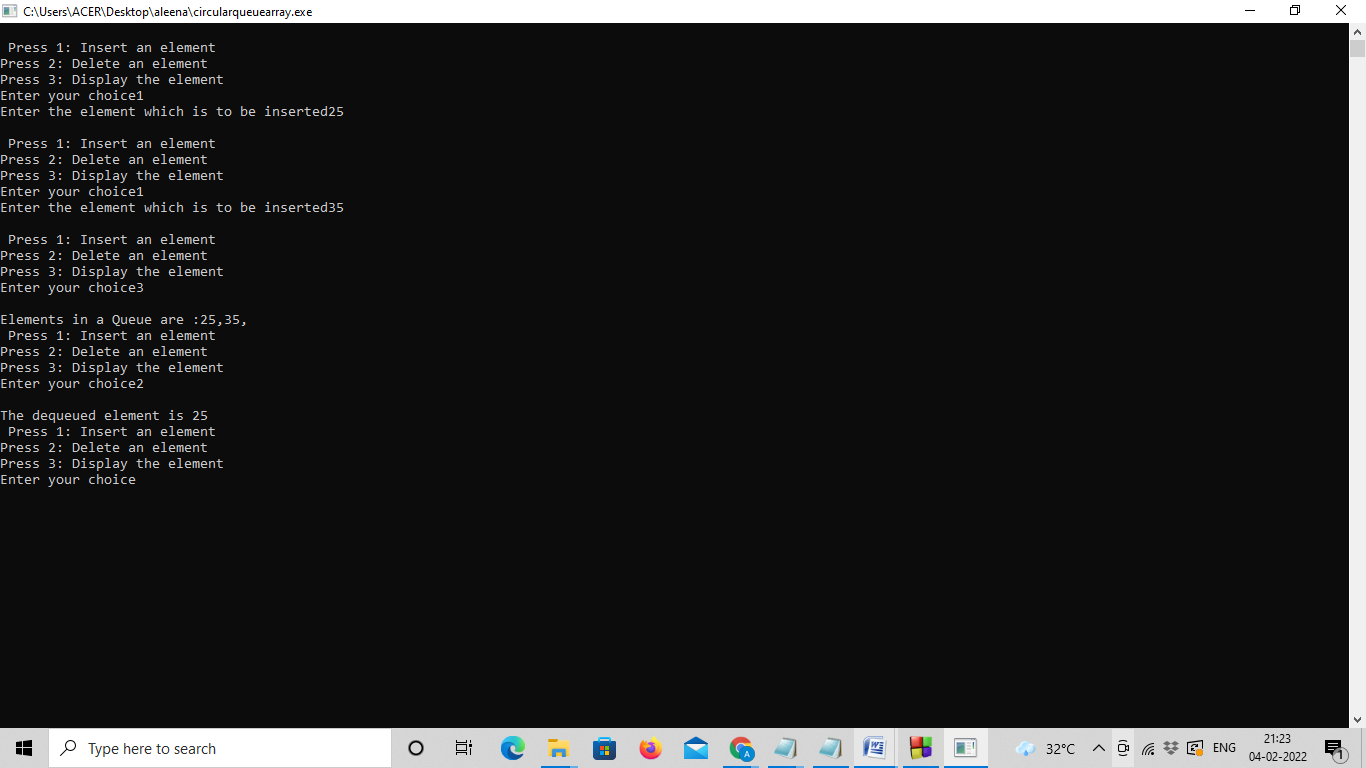 C:\Users\ACER\Desktop\aleena\circularqueuearray.exe
Press 1: Insert an element
Press 2: Delete an element
Press 3: Display the element
Enter your choice1
Enter the element which is to be inserted25
Press 1: Insert an element
Press 2: Delete an element
Press 3: Display the element
Enter your choice1
Enter the element which is to be inserted35
Press 1: Insert an element
Press 2: Delete an element
Press 3: Display the element
Enter your choice3
Elements in a Queue are :25,35,
Press 1: Insert an element
Press 2: Delete an element
Press 3: Display the element
Enter your choice2
The dequeued element is 25
Press 1: Insert an element
Press 2: Delete an element
Press 3: Display the element
Enter your choice
Type here to search
A
W
32°C
ENG
21:23
04-02-2022
1